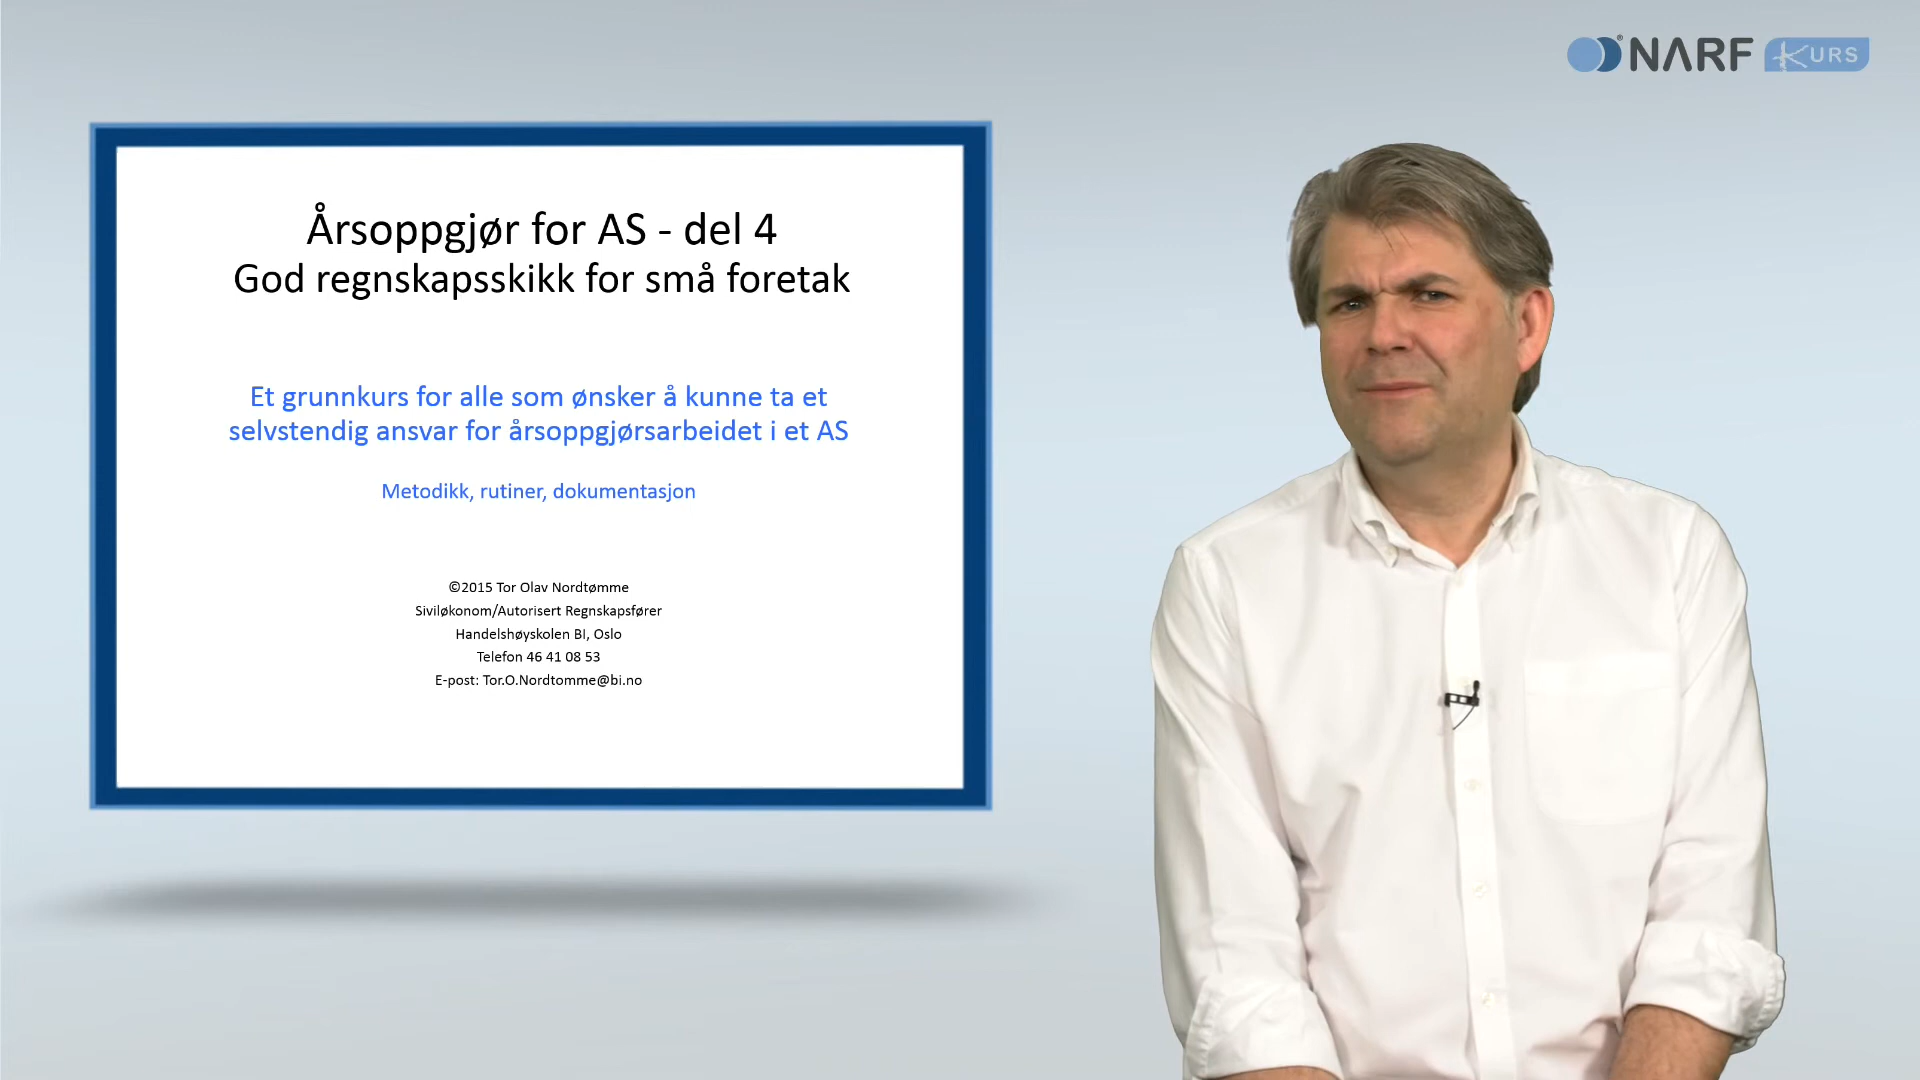 NARF KURS
Årsoppgjør for AS - del 4
God regnskapsskikk for små foretak
Et grunnkurs for alle som ønsker å kunne ta et
selvstendig ansvar for årsoppgjørsarbeidet i et AS
Metodikk, rutiner, dokumentasjon
©2015 Tor Olav Nordtømme
Siviløkonom/Autorisert Regnskapsfører
Handelshøyskolen BI, Oslo
Telefon 46 41 08 53
E-post: Tor.O.Nordtomme@bi.no